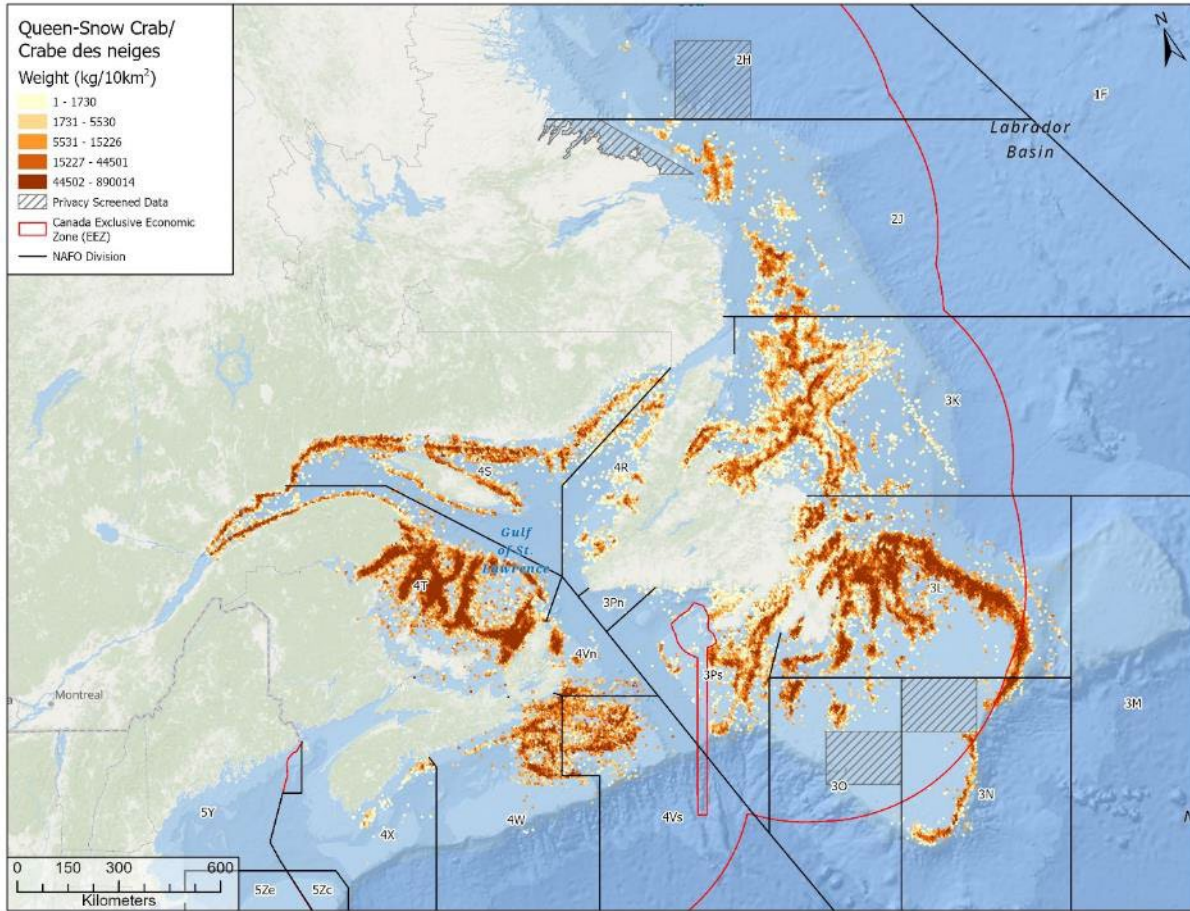 Queen-Snow Crab/
Crabe des neiges
Weight (kg/10km²)
1 - 1730
1731 - 5530
5531 - 15226
15227 - 44501
44502 - 890014
Privacy Screened Data
Canada Exclusive Economic
Zone (EEZ)
NAFO Division
N
2H
1F
Labrador
Basin
2J
3K
4S
4R
Gulf
of St.
Lawrence
4T
3L
3Pn
4Vn
3Ps
Montreal
3M
3O
3N
5Y
4X
4W
4Vs
5Ze
5Zc
0 150 300 600
Kilometers